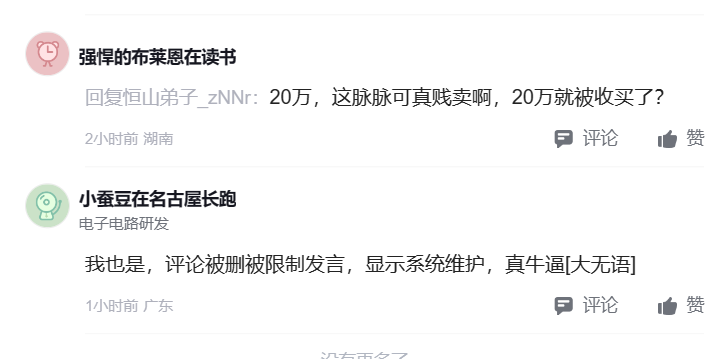 强悍的布莱恩在读书
回复恒山弟子_zNNr：20万，这脉脉可真贱卖啊，20万就被收买了？
2小时前 湖南
评论 赞
小蚕豆在名古屋长跑
电子电路研发
我也是，评论被删被限制发言，显示系统维护，真牛逼[大无语]
1小时前 广东
评论 赞
没有更多了